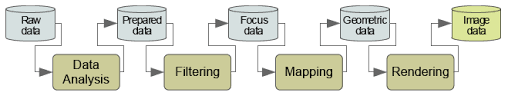 Raw
data
Prepared
data
Focus
data
Geometric
data
Image
data
Data
Analysis
Filtering
Mapping
Rendering